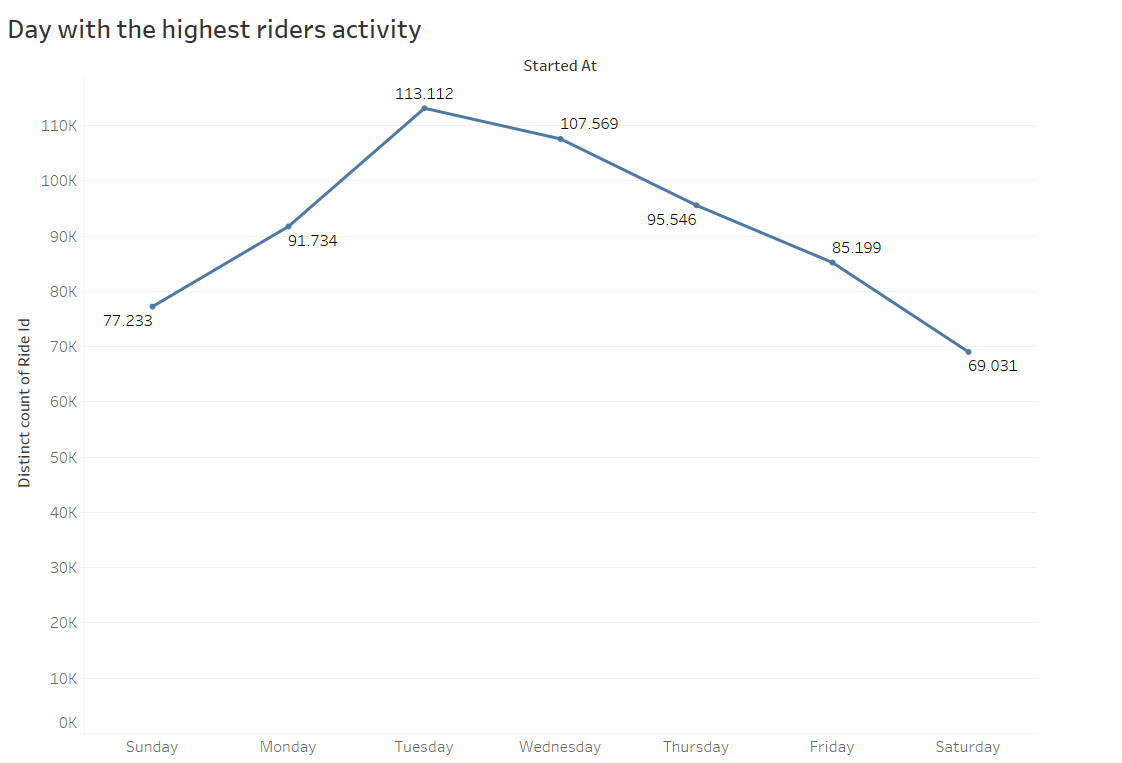 Day with the highest riders activity
Started At
113.112
107.569
110K
100K
95.546
91.734
90K
85.199
80K
77.233
70K
69.031
60K
50K
40K
30K
20K
10K
0K
Distinct count of Ride Id
Sunday Monday Tuesday Wednesday Thursday Friday Saturday